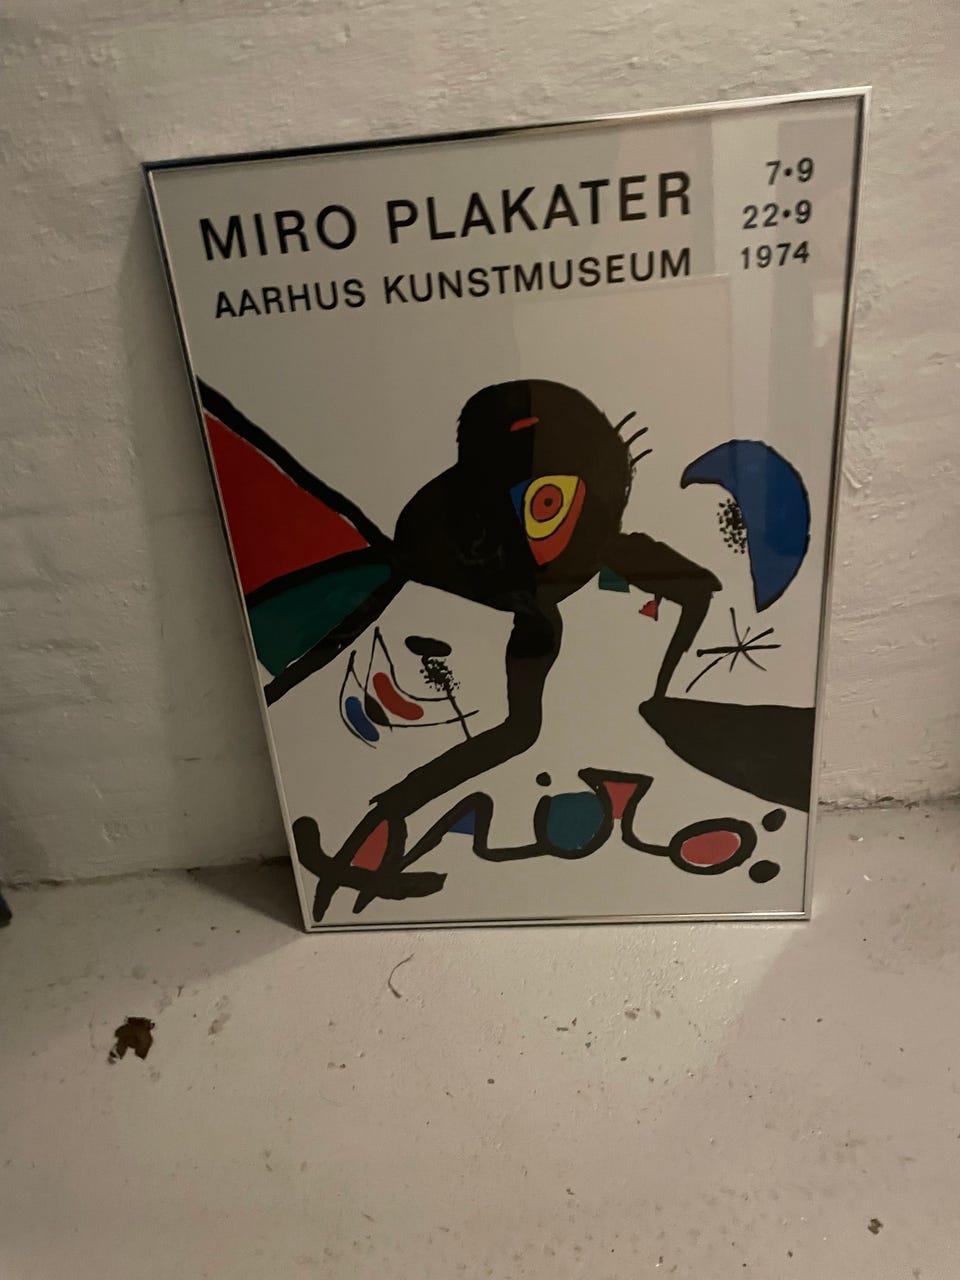 MIRO PLAKATER
AARHUS KUNSTMUSEUM
7•9
22•9
1974
Miró